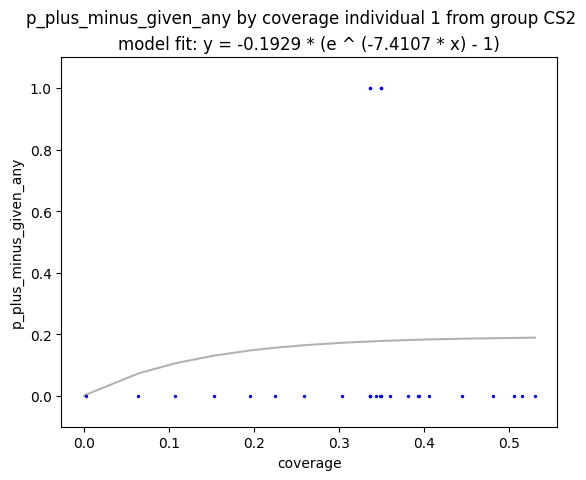 p_plus_minus_given_any by coverage individual 1 from group CS2
model fit: y = -0.1929 * (e ^ (-7.4107 * x) - 1)
1.0
0.8
0.6
0.4
0.2
0.0
p_plus_minus_given_any
0.0 0.1 0.2 0.3 0.4 0.5
coverage